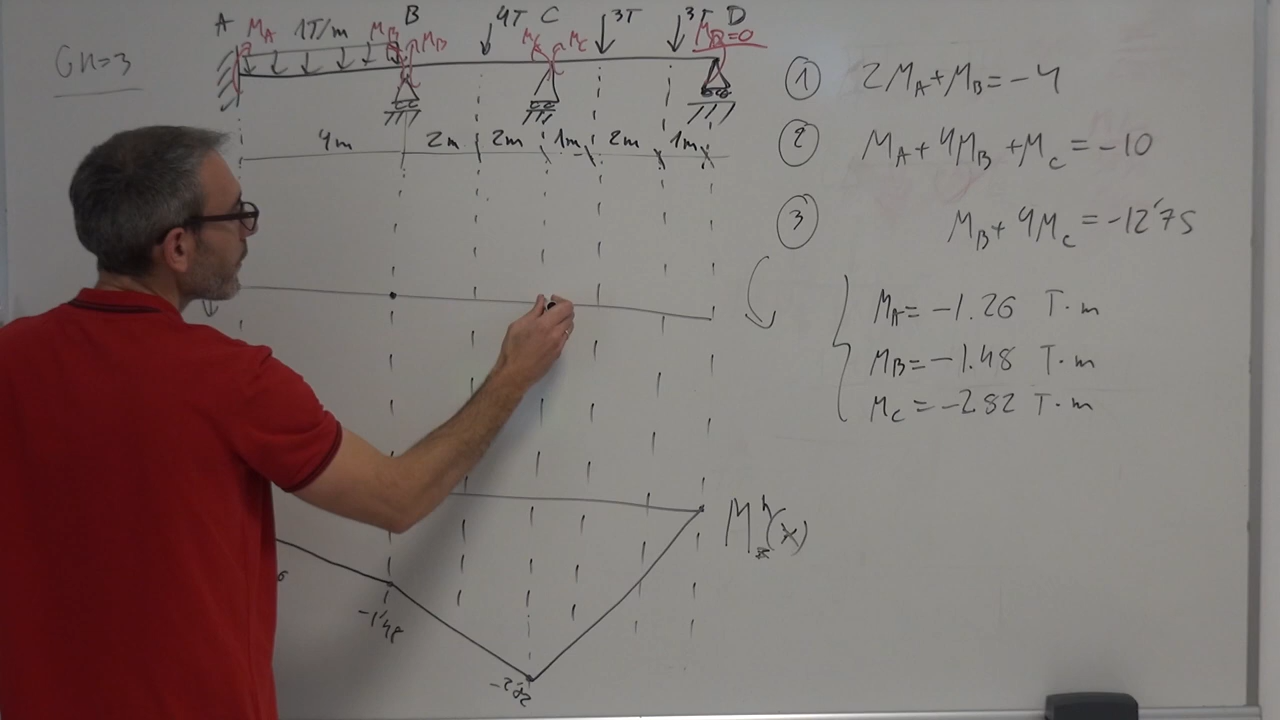 GH=3
A M_A 1T/m M_B B M_B 4T M_C C M_C 3T 3T D M_D=0
4m 2m 2m 1m 2m 1m
① 2M_A+M_B=-4
② M_A+4M_B+M_C=-10
③ M_B+4M_C=-12'75
M_A=-1.26 T·m
M_B=-1.48 T·m
M_C=-2.82 T·m
-1'48
-2'82